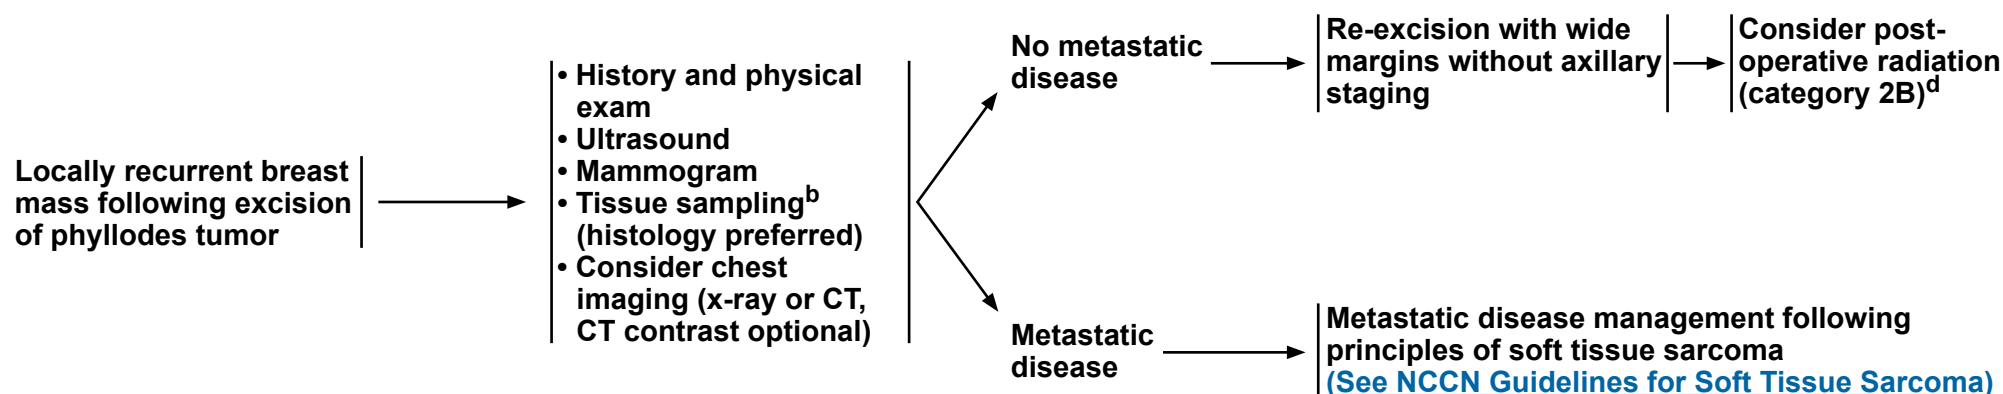 Locally recurrent breast
mass following excision
of phyllodes tumor
• History and physical
exam
• Ultrasound
• Mammogram
• Tissue samplingᵇ
(histology preferred)
• Consider chest
imaging (x-ray or CT,
CT contrast optional)
No metastatic
disease
Re-excision with wide
margins without axillary
staging
Consider post-
operative radiation
(category 2B)ᵈ
Metastatic
disease
Metastatic disease management following
principles of soft tissue sarcoma
(See NCCN Guidelines for Soft Tissue Sarcoma)